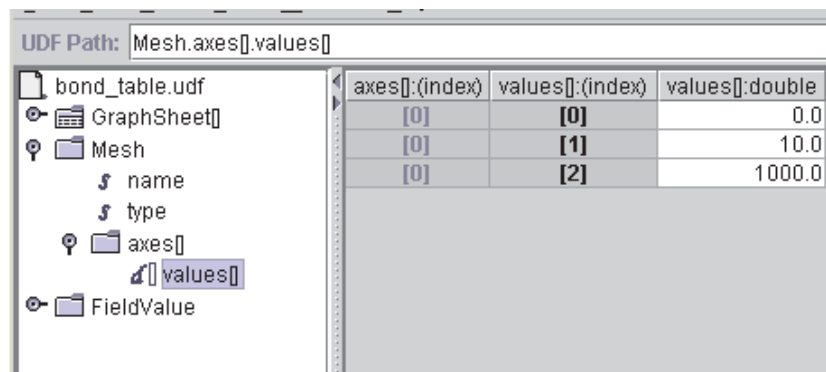 UDF Path: Mesh.axes[].values[]
bond_table.udf
GraphSheet[]
Mesh
name
type
axes[]
values[]
FieldValue
axes[]:(index) values[]:(index) values[]:double
[0] [0] 0.0
[0] [1] 10.0
[0] [2] 1000.0